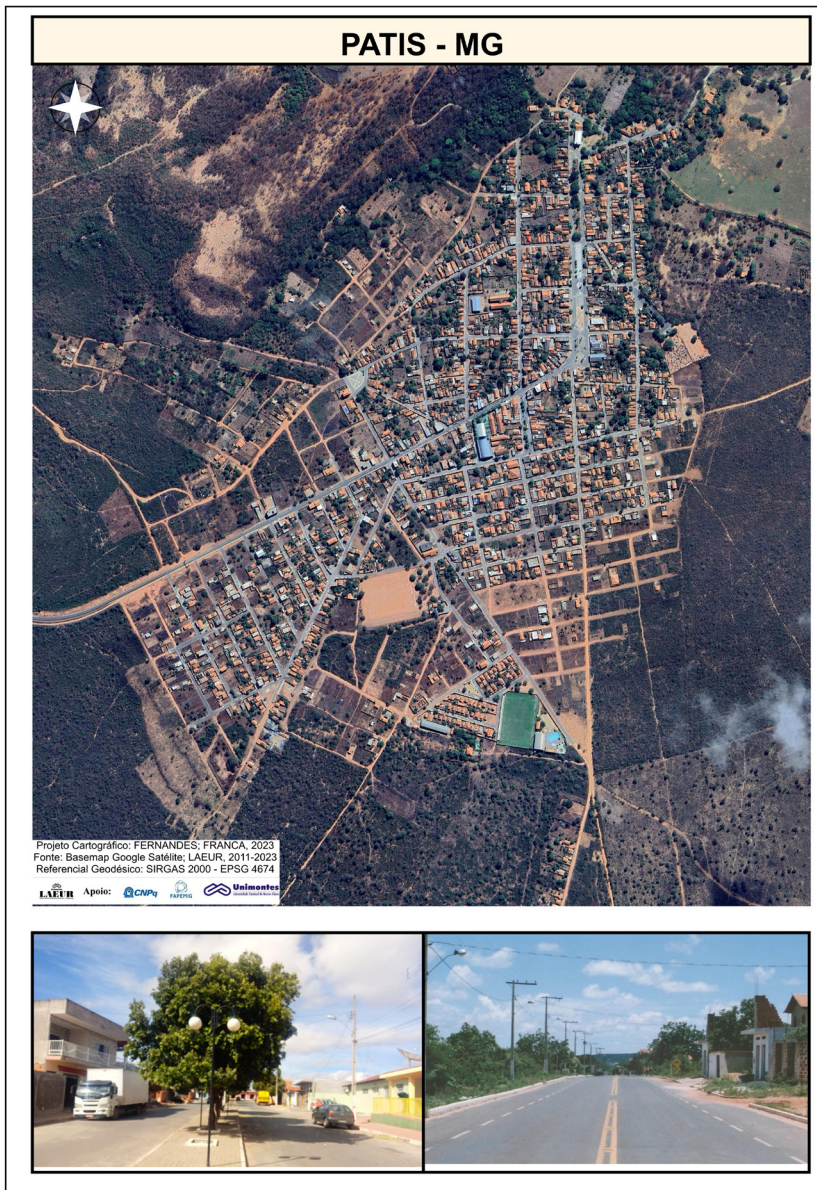 PATIS - MG
Projeto Cartográfico: FERNANDES; FRANCA, 2023
Fonte: Basemap Google Satélite; LAEUR, 2011-2023
Referencial Geodésico: SIRGAS 2000 - EPSG 4674
LAEUR Apoio: CNPq FAPEMIG Unimontes